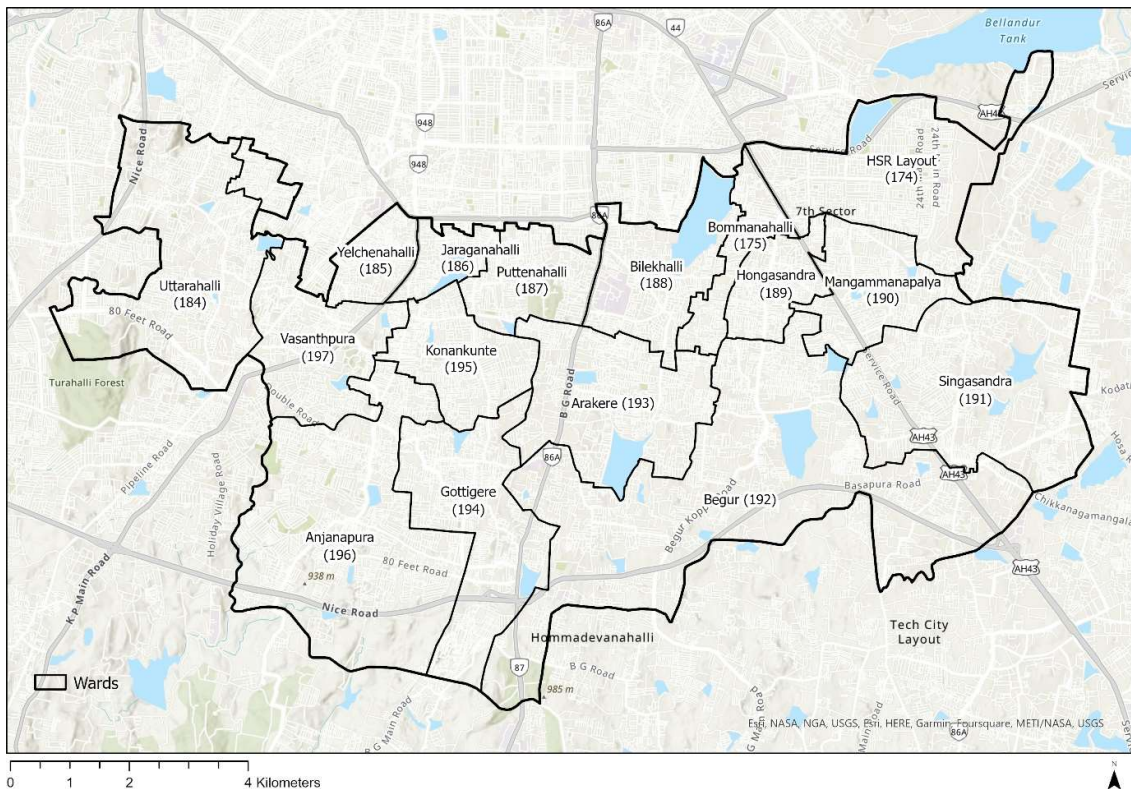 Bellandur
Tank
86A
44
Service
AH43
948
948
Nice Road
Service Road
24th Main Road
HSR Layout
(174)
7th Sector
86A
Bommanahalli
(175)
Yelchenahalli
(185)
Jaraganahalli
(186)
Puttenahalli
(187)
Bilekhalli
(188)
Hongasandra
(189)
Mangammanapalya
(190)
Uttarahalli
(184)
80 Feet Road
Vasanthpura
(197)
Konankunte
(195)
Turahalli Forest
Double Road
B G Road
Arakere (193)
Service Road
Singasandra
(191)
AH43
AH43
Hosa R
86A
Pipeline Road
Holiday Village Road
Gottigere
(194)
Begur (192)
Basapura Road
Chikkanagamangala
Anjanapura
(196)
80 Feet Road
938 m
Nice Road
K P Main Road
AH43
Hommadevanahalli
Tech City
Layout
87
B G Road
985 m
Wards
B G Main Road
86A
Esri, NASA, NGA, USGS, Esri, HERE, Garmin, Foursquare, METI/NASA, USGS
0 1 2 4 Kilometers
N